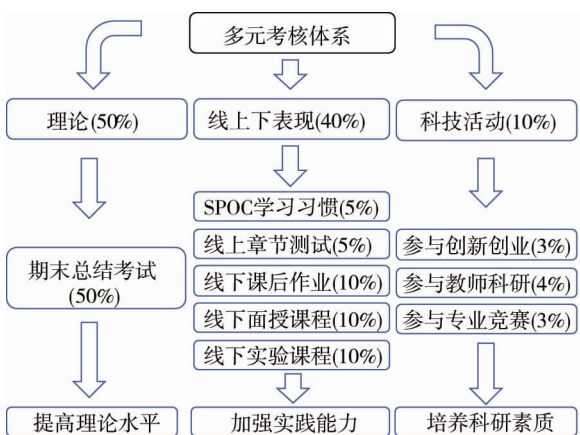 多元考核体系
理论(50%)
线上下表现(40%)
科技活动(10%)
SPOC学习习惯(5%)
线上章节测试(5%)
线下课后作业(10%)
线下面授课程(10%)
线下实验课程(10%)
期末总结考试
(50%)
参与创新创业(3%)
参与教师科研(4%)
参与专业竞赛(3%)
提高理论水平
加强实践能力
培养科研素质